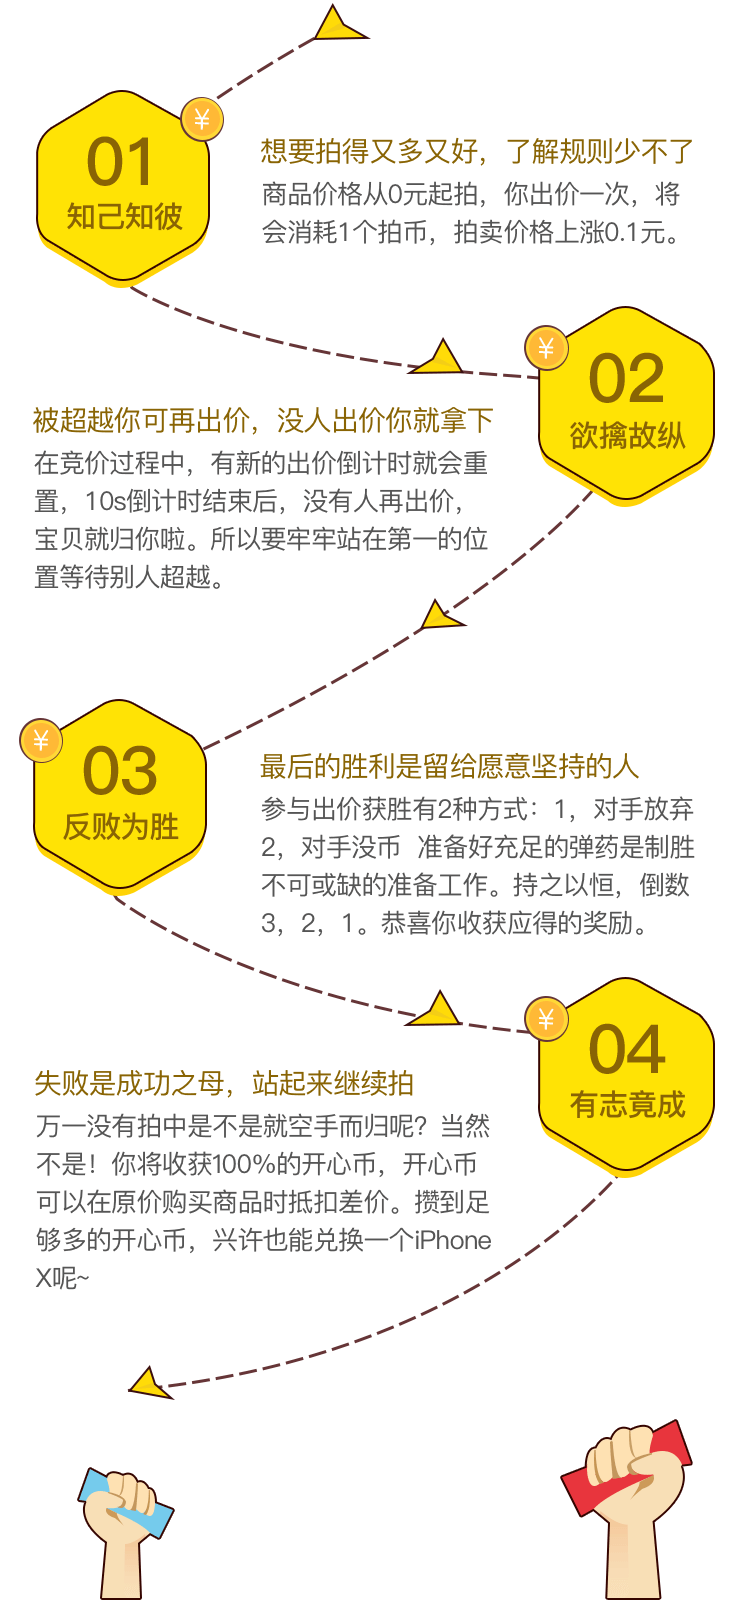 ¥
01
知己知彼
想要拍得又多又好，了解规则少不了
商品价格从0元起拍，你出价一次，将
会消耗1个拍币，拍卖价格上涨0.1元。
¥
02
欲擒故纵
被超越你可再出价，没人出价你就拿下
在竞价过程中，有新的出价倒计时就会重
置，10s倒计时结束后，没有人再出价，
宝贝就归你啦。所以要牢牢站在第一的位
置等待别人超越。
¥
03
反败为胜
最后的胜利是留给愿意坚持的人
参与出价获胜有2种方式：1，对手放弃
2，对手没币 准备好充足的弹药是制胜
不可或缺的准备工作。持之以恒，倒数
3，2，1。恭喜你收获应得的奖励。
¥
04
有志竟成
失败是成功之母，站起来继续拍
万一没有拍中是不是就空手而归呢？当然
不是！你将收获100%的开心币，开心币
可以在原价购买商品时抵扣差价。攒到足
够多的开心币，兴许也能兑换一个iPhone
X呢~